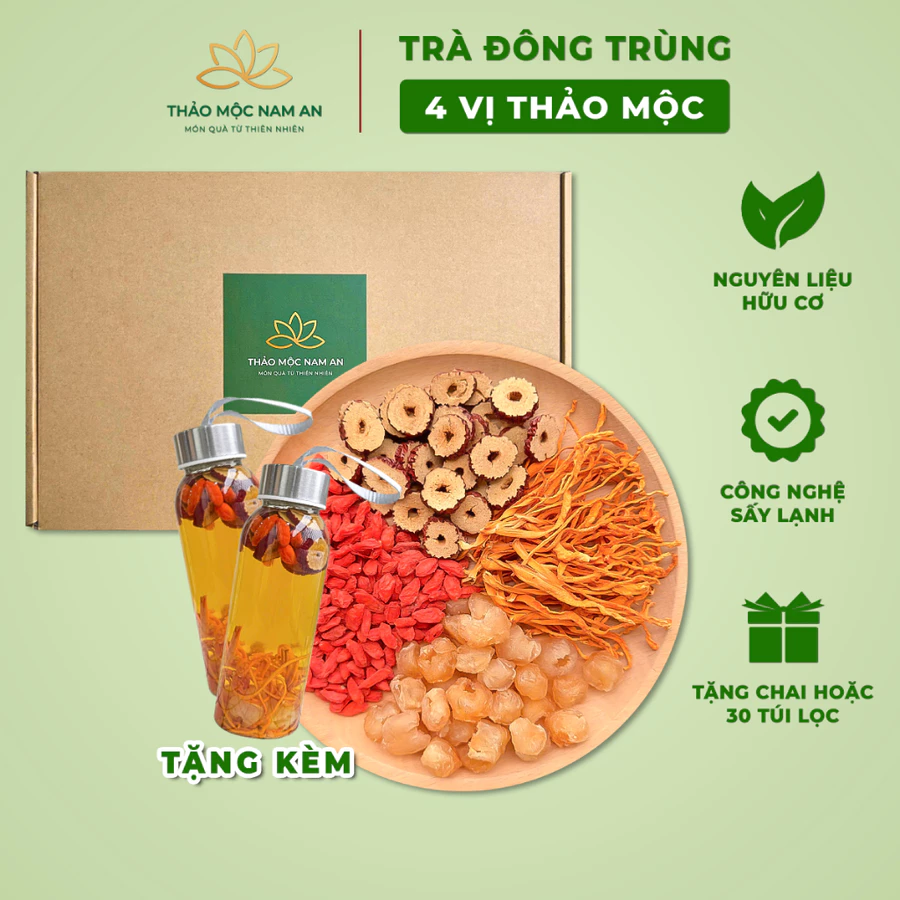 THẢO MỘC NAM AN
MÓN QUÀ TỪ THIÊN NHIÊN
TRÀ ĐÔNG TRÙNG
4 VỊ THẢO MỘC
THẢO MỘC NAM AN
MÓN QUÀ TỪ THIÊN NHIÊN
NGUYÊN LIỆU
HỮU CƠ
CÔNG NGHỆ
SẤY LẠNH
TẶNG CHAI HOẶC
30 TÚI LỌC
TẶNG KÈM